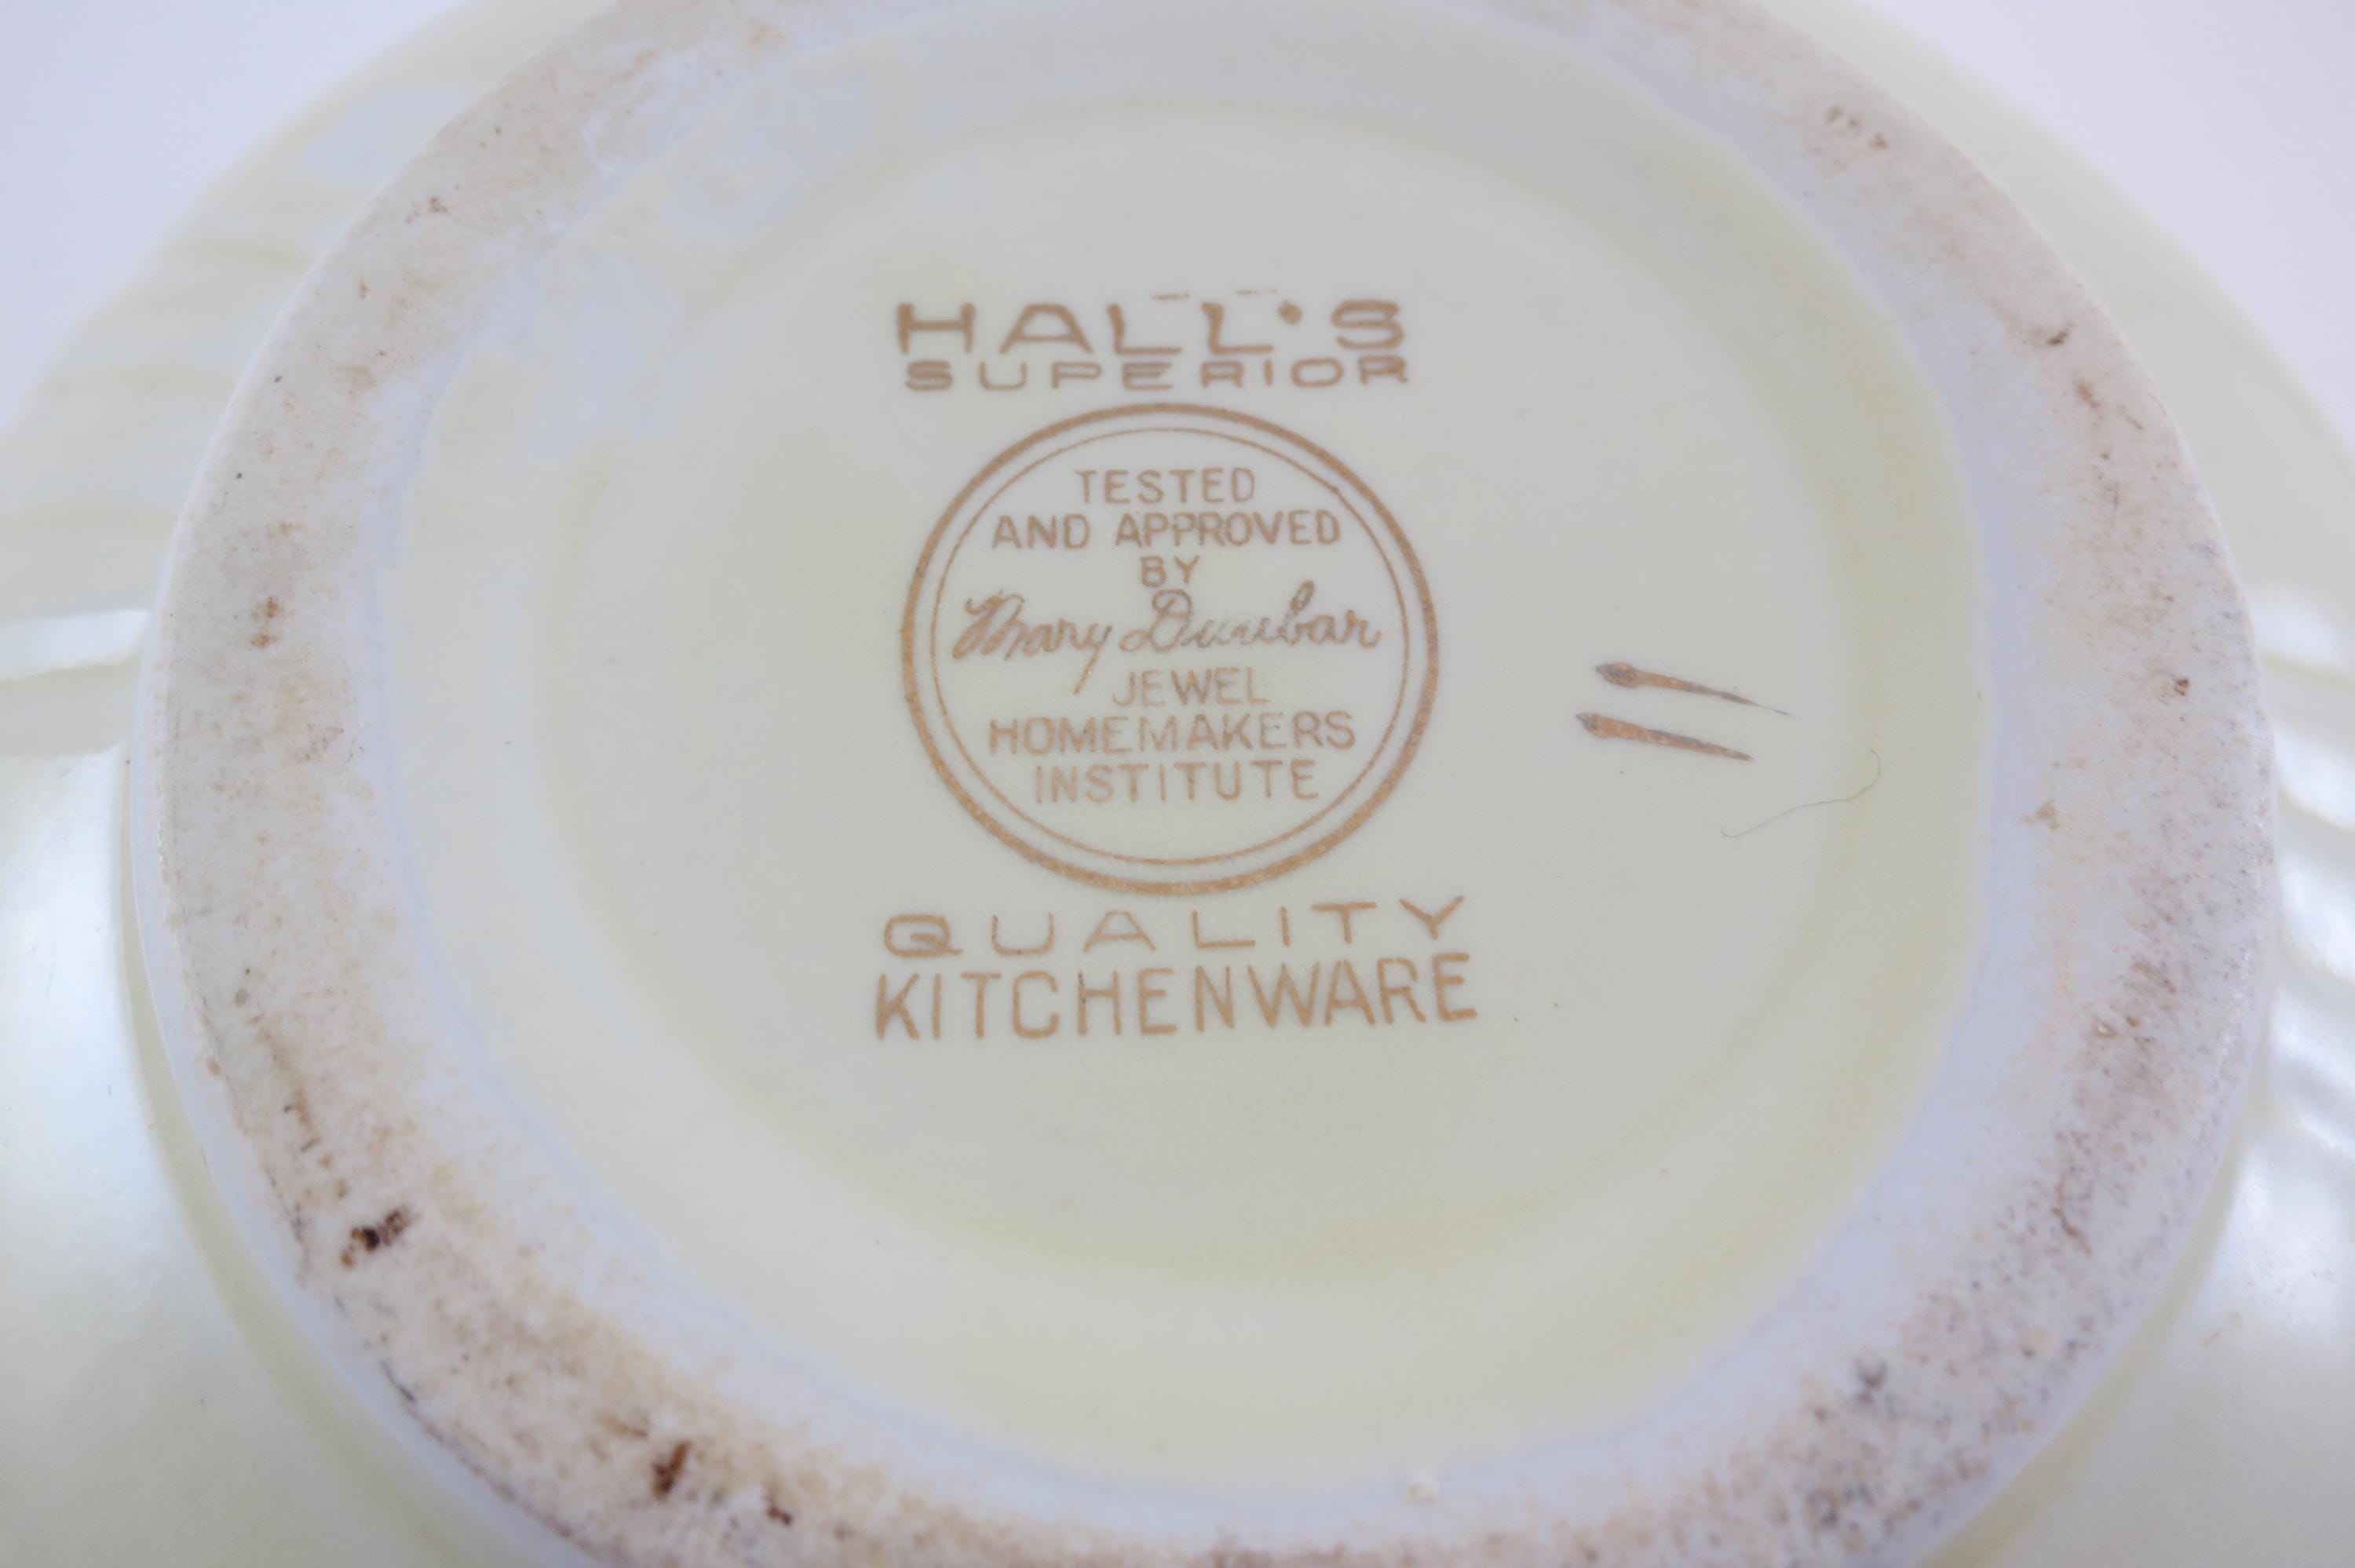 HALL'S
SUPERIOR
TESTED
AND APPROVED
BY
Mary Dunbar
JEWEL
HOMEMAKERS
INSTITUTE
QUALITY
KITCHENWARE